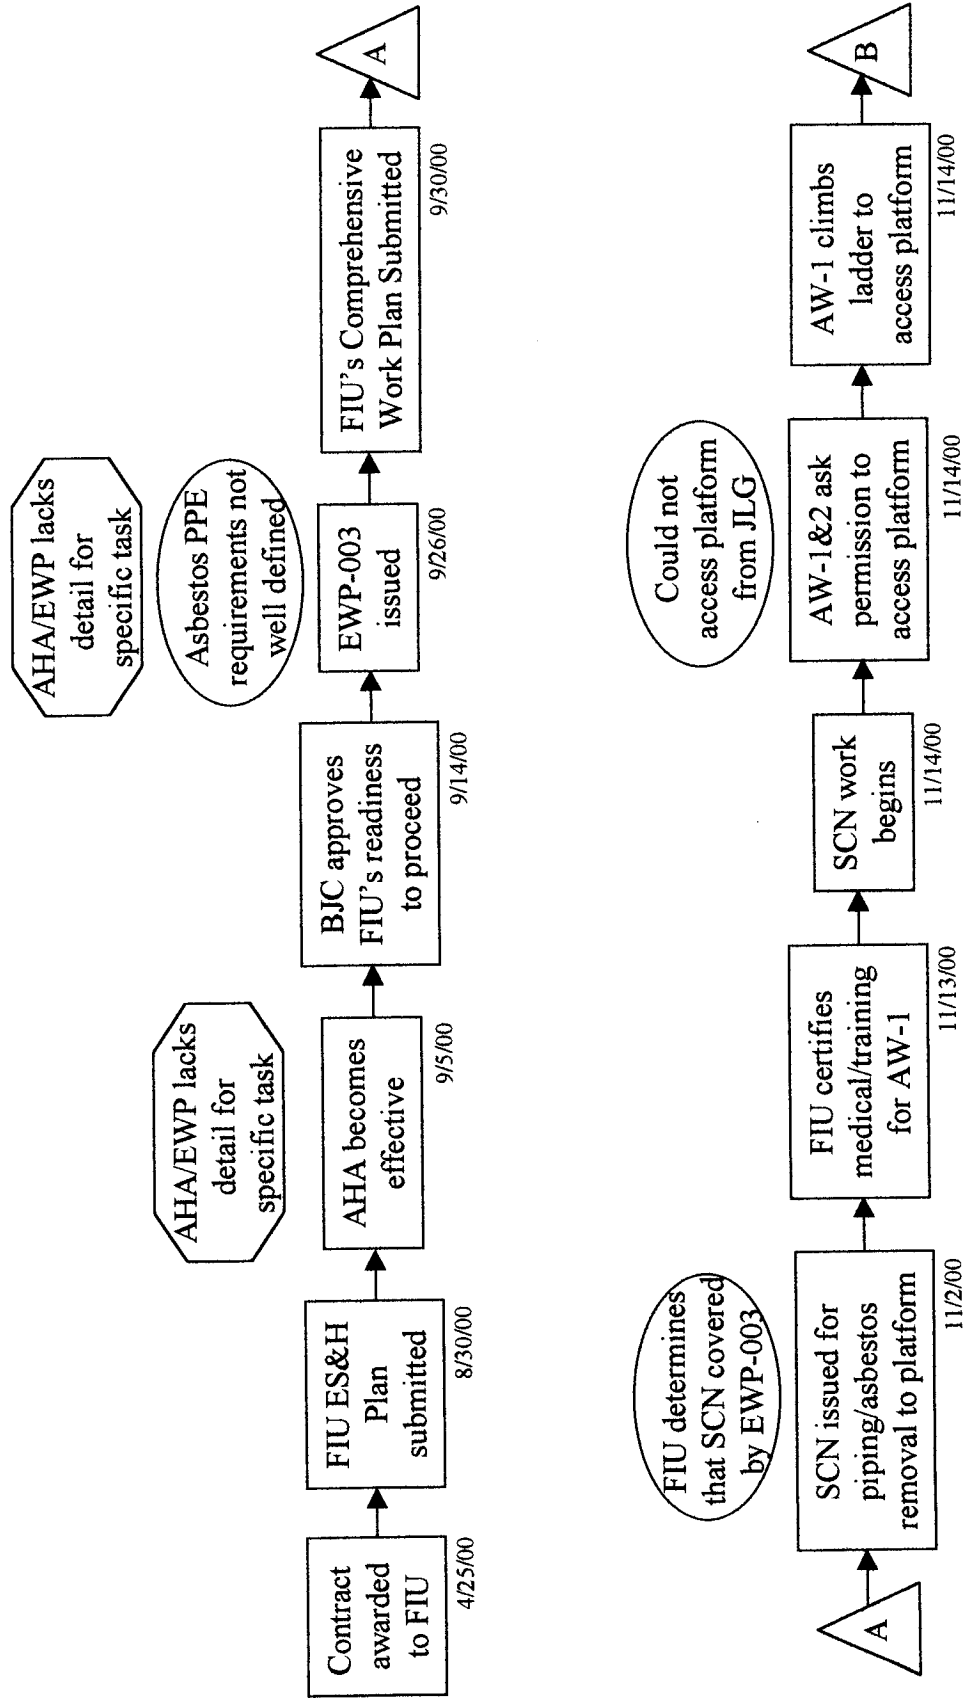 Contract
awarded
to FIU
4/25/00
FIU ES&H
Plan
submitted
8/30/00
AHA/EWP lacks
detail for
specific task
AHA becomes
effective
9/5/00
BJC approves
FIU's readiness
to proceed
9/14/00
AHA/EWP lacks
detail for
specific task
Asbestos PPE
requirements not
well defined
EWP-003
issued
9/26/00
FIU's Comprehensive
Work Plan Submitted
9/30/00
A
A
FIU determines
that SCN covered
by EWP-003
SCN issued for
piping/asbestos
removal to platform
11/2/00
FIU certifies
medical/training
for AW-1
11/13/00
SCN work
begins
11/14/00
Could not
access platform
from JLG
AW-1&2 ask
permission to
access platform
11/14/00
AW-1 climbs
ladder to
access platform
11/14/00
B